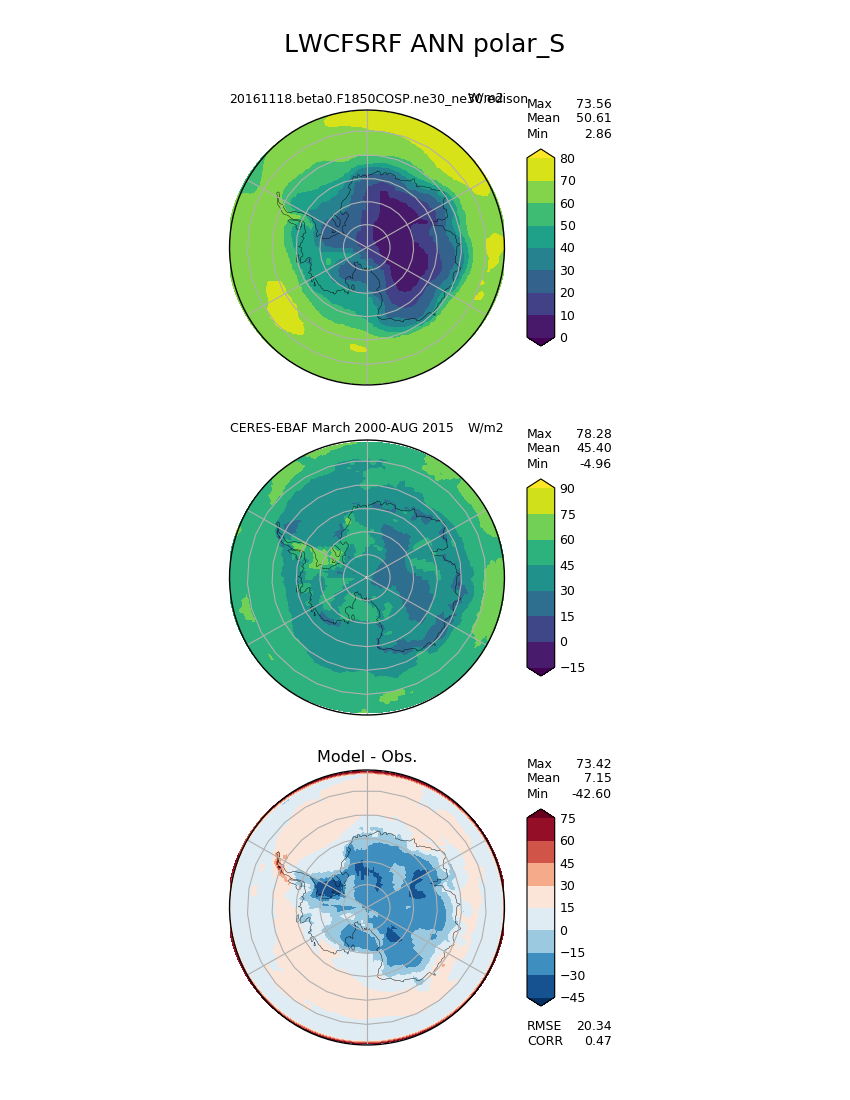 LWCFSRF ANN polar_S
20161118.beta0.F1850COSP.ne30_ne30.edison
W/m2
Max 73.56
Mean 50.61
Min 2.86
80
70
60
50
40
30
20
10
0
CERES-EBAF March 2000-AUG 2015 W/m2
Max 78.28
Mean 45.40
Min -4.96
90
75
60
45
30
15
0
−15
Model - Obs.
Max 73.42
Mean 7.15
Min -42.60
75
60
45
30
15
0
−15
−30
−45
RMSE 20.34
CORR 0.47